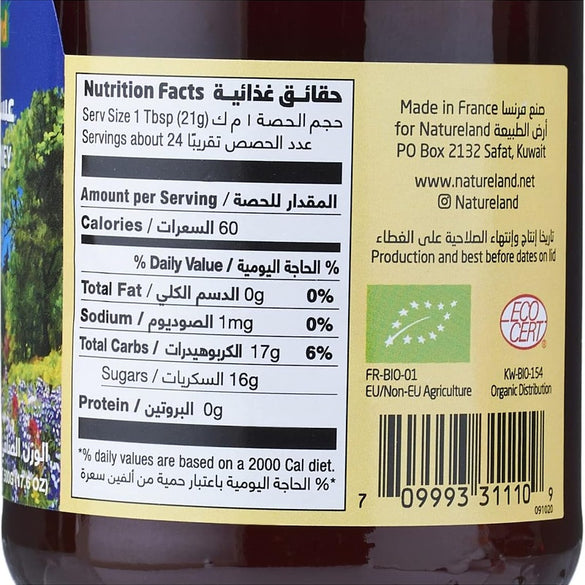 Nutrition Facts حقائق غذائية
Serv Size 1 Tbsp (21g) حجم الحصة ١ م ك
Servings about 24 عدد الحصص تقريبًا
Amount per Serving / المقدار للحصة
Calories / السعرات 60
% Daily Value / الحاجة اليومية %
Total Fat / الدسم الكلي 0g 0%
Sodium / الصوديوم 1mg 0%
Total Carbs / الكربوهيدرات 17g 6%
Sugars / السكريات 16g
Protein / البروتين 0g
*% daily values are based on a 2000 Cal diet.
*% الحاجة اليومية باعتبار حمية من ألفين سعرة
Made in France صنع فرنسا
for Natureland أرض الطبيعة
PO Box 2132 Safat, Kuwait
www.natureland.net
Natureland
تاريخا إنتاج وإنتهاء الصلاحية على الغطاء
Production and best before dates on lid
ECO
CERT
FR-BIO-01
EU/Non-EU Agriculture
KW-BIO-154
Organic Distribution
7 09993 31110 9
091020